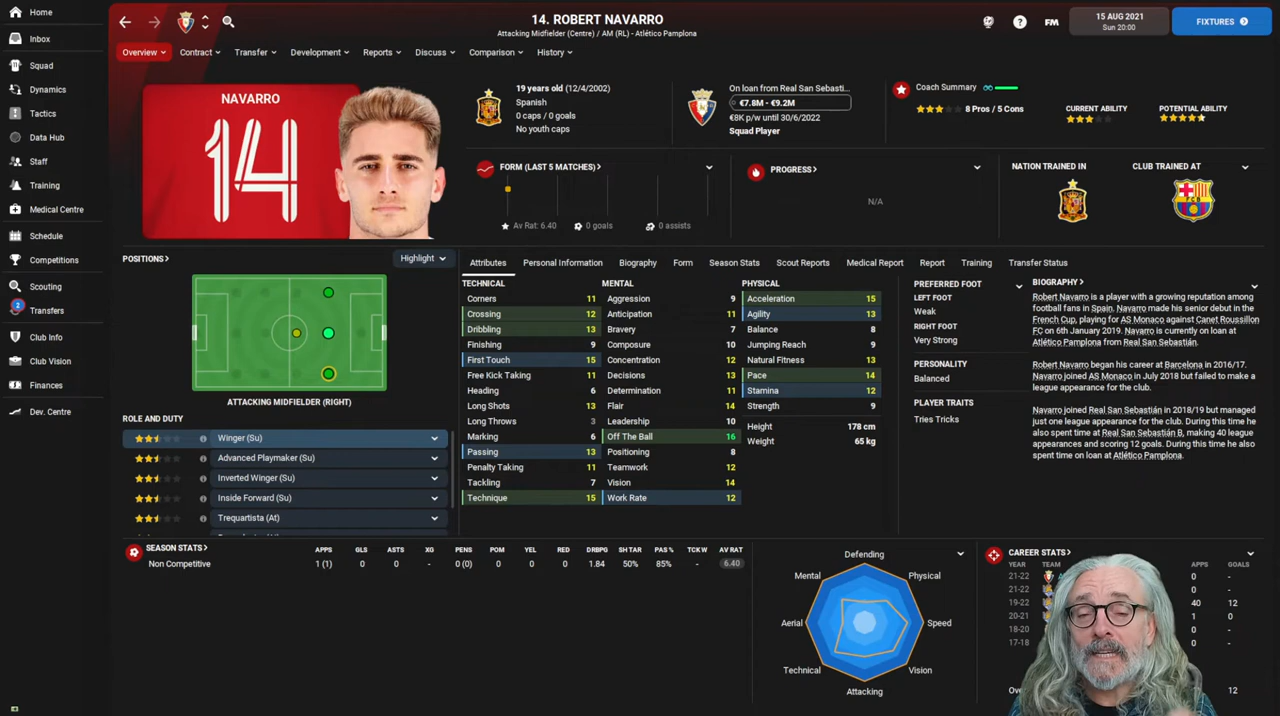 Home
Inbox
Squad
Dynamics
Tactics
Data Hub
Staff
Training
Medical Centre
Schedule
Competitions
Scouting
2
Transfers
Club Info
Club Vision
Finances
Dev. Centre
14. ROBERT NAVARRO
Attacking Midfielder (Centre) / AM (RL) - Atlético Pamplona
?
FM
15 AUG 2021
Sun 20:00
FIXTURES
Overview
Contract
Transfer
Development
Reports
Discuss
Comparison
History
NAVARRO
14
19 years old (12/4/2002)
Spanish
0 caps / 0 goals
No youth caps
On loan from Real San Sebasti...
€7.8M - €9.2M
€8K p/w until 30/6/2022
Squad Player
Coach Summary
8 Pros / 5 Cons
CURRENT ABILITY
POTENTIAL ABILITY
FORM (LAST 5 MATCHES)
Av Rat: 6.40
0 goals
0 assists
PROGRESS
N/A
NATION TRAINED IN
CLUB TRAINED AT
POSITIONS
Highlight
ATTACKING MIDFIELDER (RIGHT)
ROLE AND DUTY
Winger (Su)
Advanced Playmaker (Su)
Inverted Winger (Su)
Inside Forward (Su)
Trequartista (At)
Attributes
Personal Information
Biography
Form
Season Stats
Scout Reports
Medical Report
Report
Training
Transfer Status
TECHNICAL
Corners 11
Crossing 12
Dribbling 13
Finishing 9
First Touch 15
Free Kick Taking 11
Heading 6
Long Shots 13
Long Throws 3
Marking 6
Passing 13
Penalty Taking 11
Tackling 7
Technique 15
MENTAL
Aggression 9
Anticipation 11
Bravery 7
Composure 10
Concentration 12
Decisions 13
Determination 11
Flair 14
Leadership 10
Off The Ball 16
Positioning 8
Teamwork 12
Vision 14
Work Rate 12
PHYSICAL
Acceleration 15
Agility 13
Balance 8
Jumping Reach 9
Natural Fitness 13
Pace 14
Stamina 12
Strength 9
Height 178 cm
Weight 65 kg
PREFERRED FOOT
LEFT FOOT
Weak
RIGHT FOOT
Very Strong
PERSONALITY
Balanced
PLAYER TRAITS
Tries Tricks
BIOGRAPHY
Robert Navarro is a player with a growing reputation among
football fans in Spain. Navarro made his senior debut in the
French Cup, playing for AS Monaco against Canet Roussillon
FC on 6th January 2019. Navarro is currently on loan at
Atlético Pamplona from Real San Sebastián.
Robert Navarro began his career at Barcelona in 2016/17.
Navarro joined AS Monaco in July 2018 but failed to make a
league appearance for the club.
Navarro joined Real San Sebastián in 2018/19 but managed
just one league appearance for the club. During this time he
also spent time at Real San Sebastián B, making 40 league
appearances and scoring 12 goals. During this time he also
spent time on loan at Atlético Pamplona.
SEASON STATS
APPS GLS ASTS XG PENS POM YEL RED DRBPG SH TAR PAS % TCK W AV RAT
Non Competitive 1 (1) 0 0 - 0 (0) 0 0 0 1.84 50% 85% - 6.40
Defending
Physical
Speed
Vision
Attacking
Technical
Aerial
Mental
CAREER STATS
YEAR TEAM APPS GOALS
21-22 0 -
21-22 0 -
19-22 40 12
20-21 1 0
18-20 0 -
17-18 0 -
12